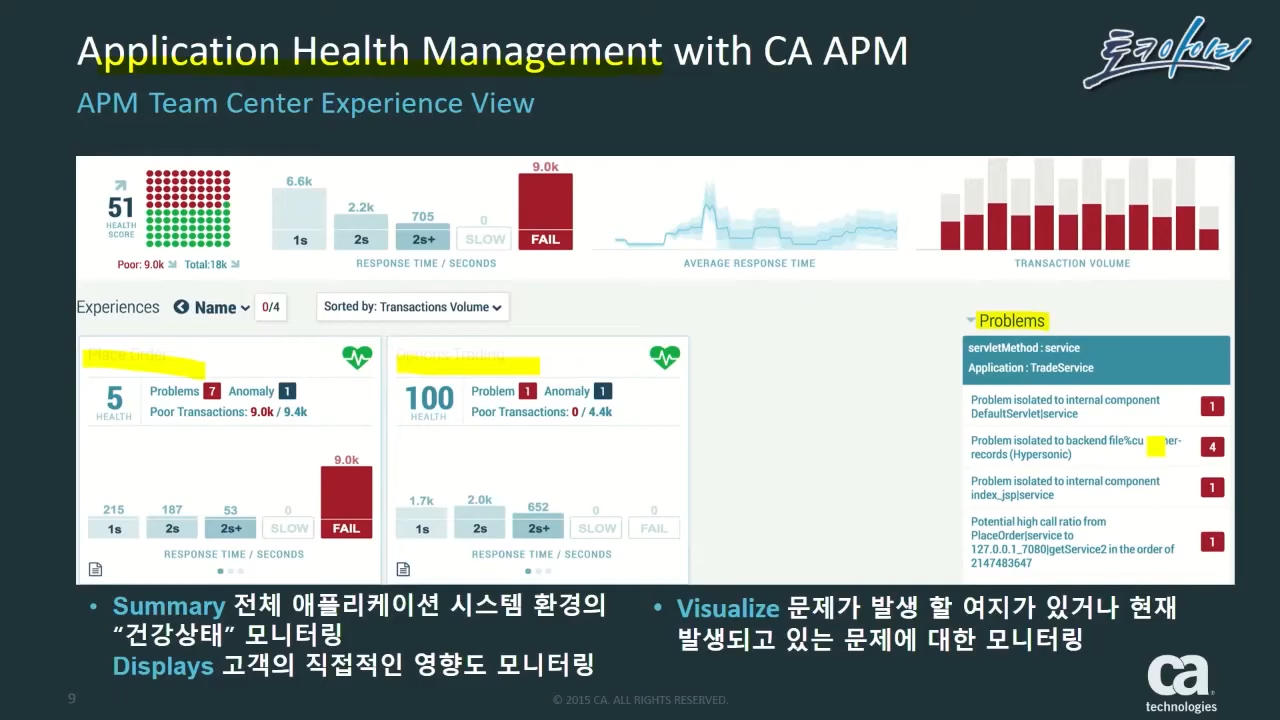 Application Health Management with CA APM
토키아이티
APM Team Center Experience View
51
HEALTH
SCORE
Poor: 9.0k
Total:18k
6.6k
2.2k
705
0
9.0k
1s
2s
2s+
SLOW
FAIL
RESPONSE TIME / SECONDS
AVERAGE RESPONSE TIME
TRANSACTION VOLUME
Experiences
Name
0/4
Sorted by: Transactions Volume
Place Order
5
HEALTH
Problems 7 Anomaly 1
Poor Transactions: 9.0k / 9.4k
215
187
53
0
9.0k
1s
2s
2s+
SLOW
FAIL
RESPONSE TIME / SECONDS
Options Trading
100
HEALTH
Problem 1 Anomaly 1
Poor Transactions: 0 / 4.4k
1.7k
2.0k
652
0
0
1s
2s
2s+
SLOW
FAIL
RESPONSE TIME / SECONDS
Problems
servletMethod : service
Application : TradeService
Problem isolated to internal component
DefaultServlet|service
1
Problem isolated to backend file%cu er-
records (Hypersonic)
4
Problem isolated to internal component
index_jsp|service
1
Potential high call ratio from
PlaceOrder|service to
127.0.0.1_7080|getService2 in the order of
2147483647
1
• Summary 전체 애플리케이션 시스템 환경의
“건강상태” 모니터링
Displays 고객의 직접적인 영향도 모니터링
• Visualize 문제가 발생 할 여지가 있거나 현재
발생되고 있는 문제에 대한 모니터링
9
© 2015 CA. ALL RIGHTS RESERVED.
ca
technologies